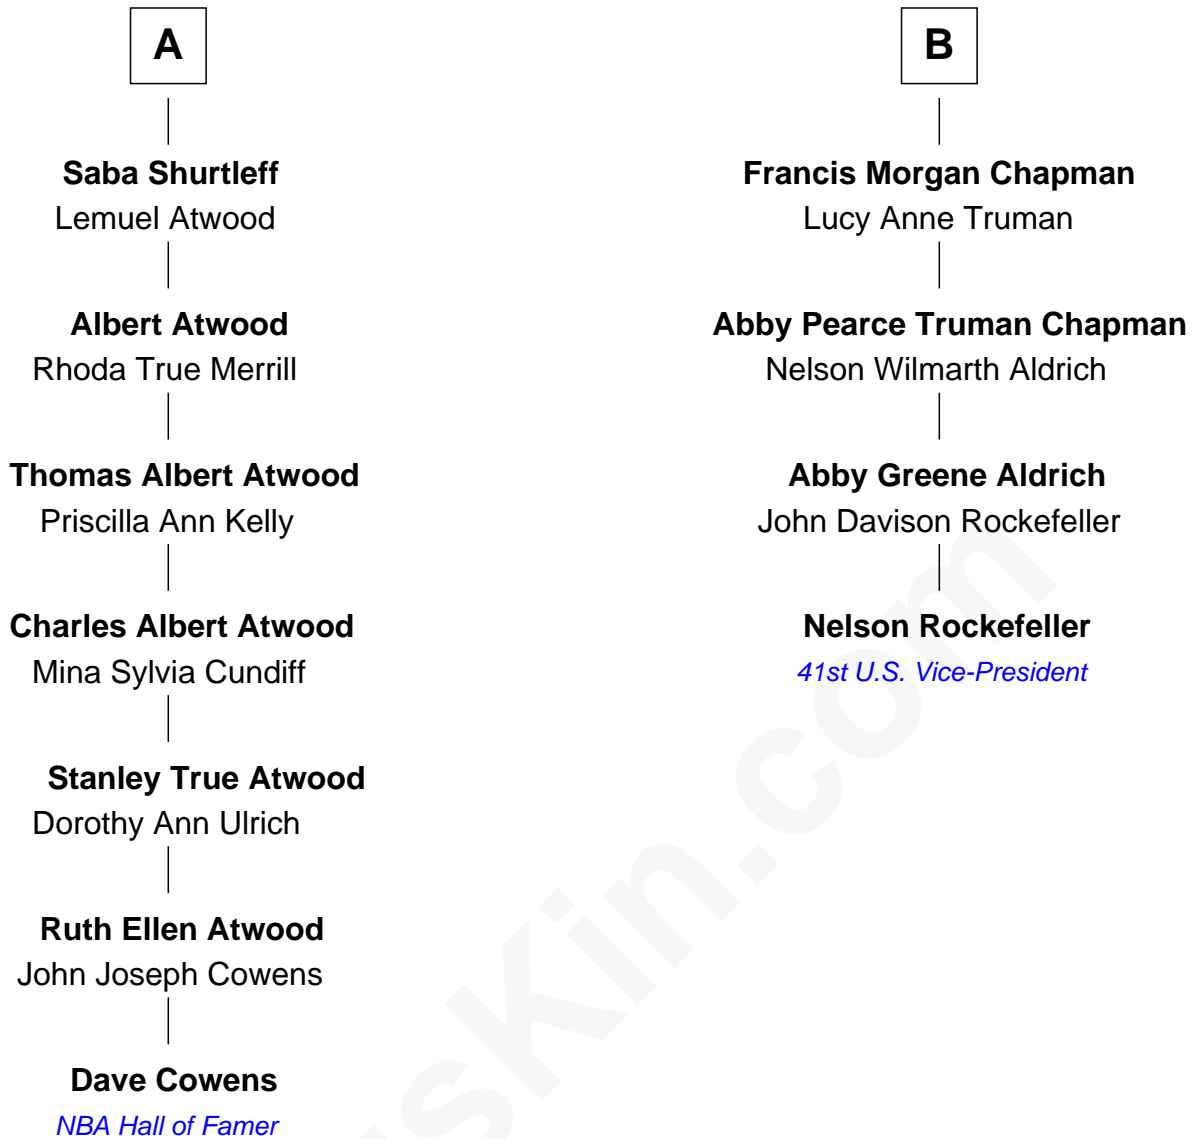 A
Saba Shurtleff
Lemuel Atwood
Albert Atwood
Rhoda True Merrill
Thomas Albert Atwood
Priscilla Ann Kelly
Charles Albert Atwood
Mina Sylvia Cundiff
Stanley True Atwood
Dorothy Ann Ulrich
Ruth Ellen Atwood
John Joseph Cowens
Dave Cowens
NBA Hall of Famer
B
Francis Morgan Chapman
Lucy Anne Truman
Abby Pearce Truman Chapman
Nelson Wilmarth Aldrich
Abby Greene Aldrich
John Davison Rockefeller
Nelson Rockefeller
41st U.S. Vice-President
sKin.com